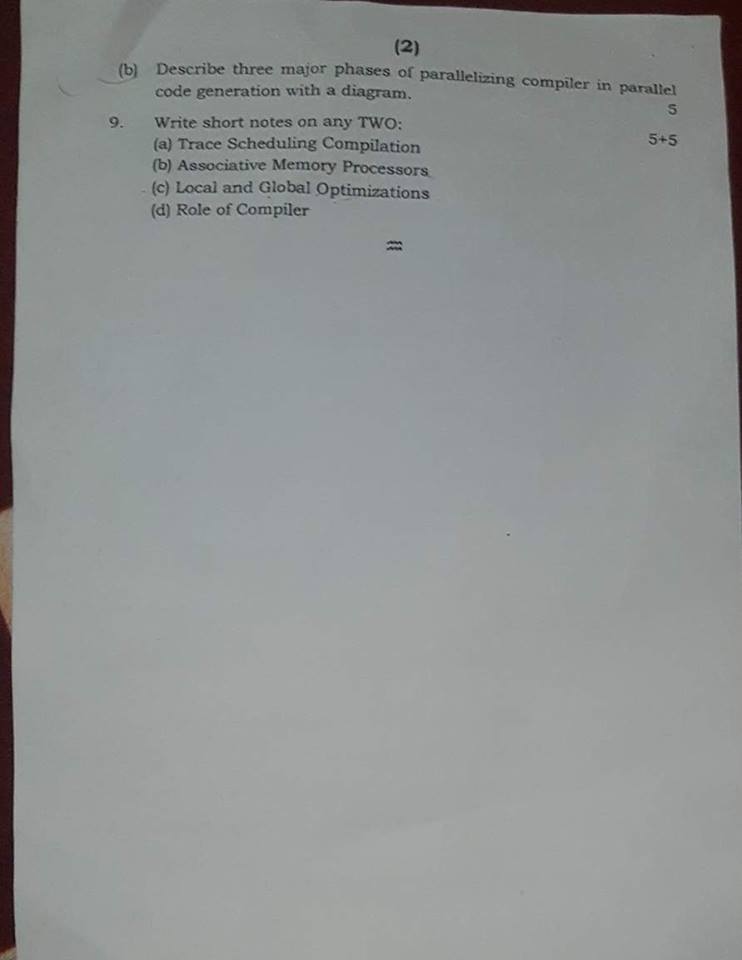 (2)
(b) Describe three major phases of parallelizing compiler in parallel
code generation with a diagram.
5
9. Write short notes on any TWO:
5+5
(a) Trace Scheduling Compilation
(b) Associative Memory Processors
(c) Local and Global Optimizations
(d) Role of Compiler